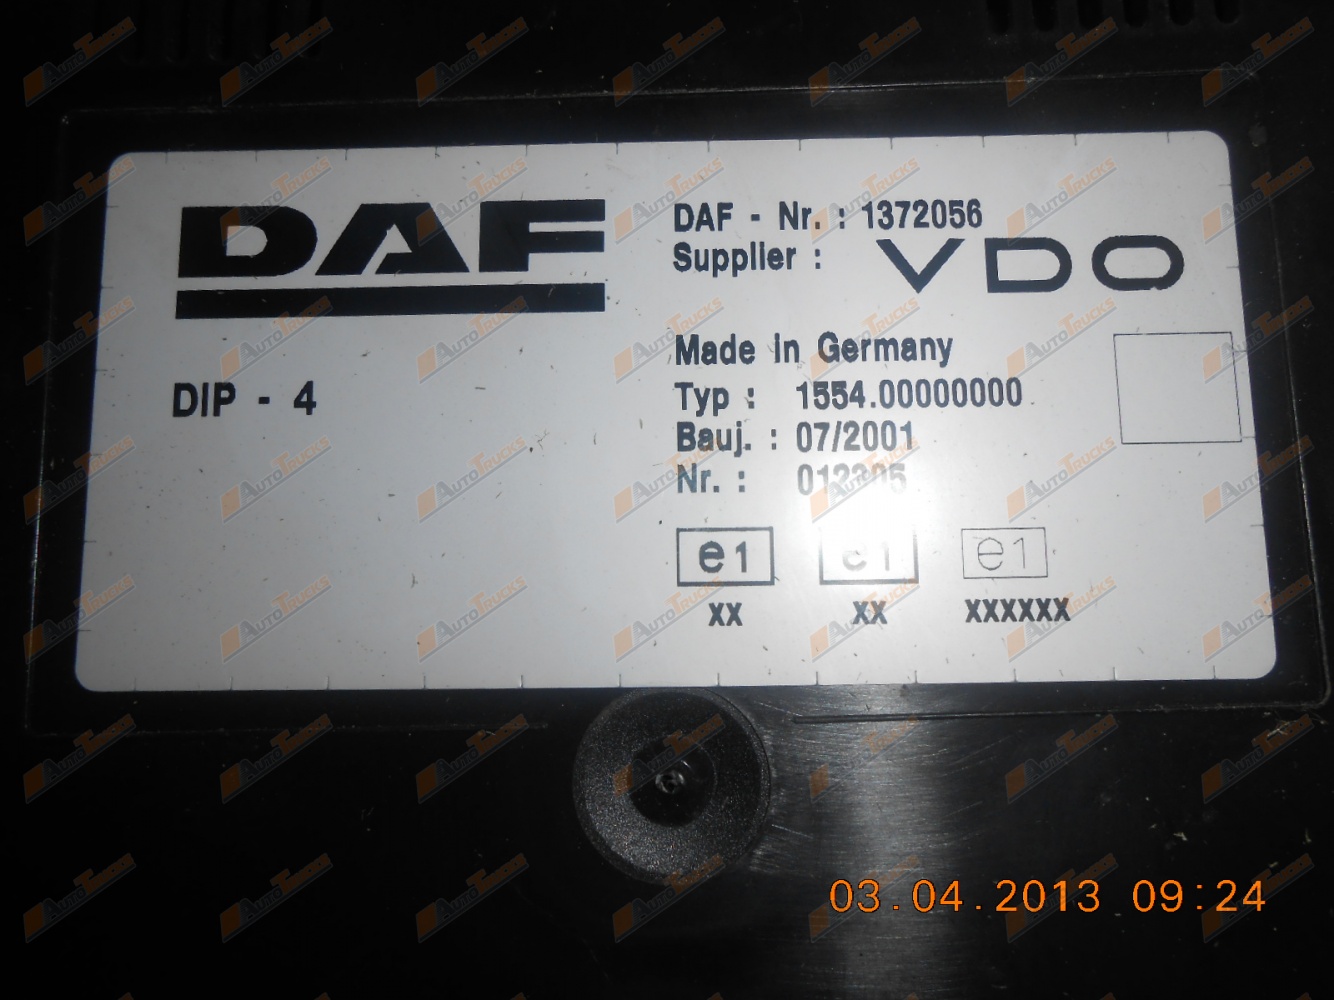 DAF
DIP - 4
DAF - Nr. : 1372056
Supplier : VDO
Made in Germany
Typ : 1554.00000000
Bauj. : 07/2001
Nr. :
e1 e1 e1
XX XX XXXXXX
03.04.2013 09:24
AUTOTRUCKS